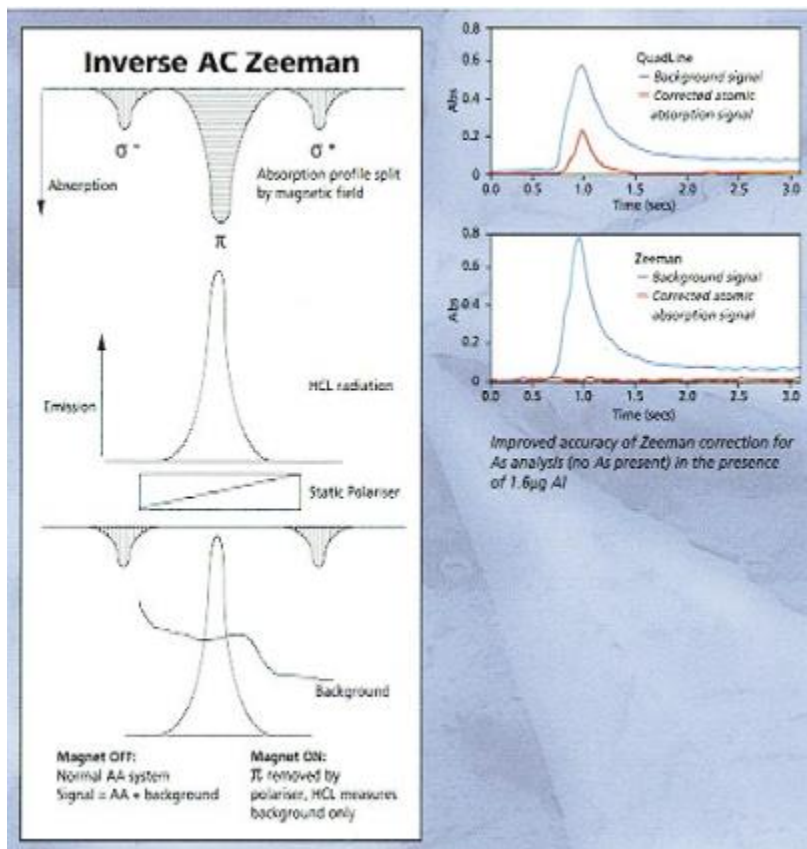 Inverse AC Zeeman
σ -
σ +
Absorption
Absorption profile split
by magnetic field
π
HCL radiation
Emission
Static Polariser
Background
Magnet OFF:
Normal AA system
Signal = AA + background
Magnet ON:
π removed by
polariser, HCL measures
background only
0.8
0.6
0.4
0.2
0
Abs
QuadLine
Background signal
Corrected atomic
absorption signal
0.0 0.5 1.0 1.5 2.0 2.5 3.0
Time (secs)
0.8
0.6
0.4
0.2
0
Abs
Zeeman
Background signal
Corrected atomic
absorption signal
0.0 0.5 1.0 1.5 2.0 2.5 3.0
Time (secs)
Improved accuracy of Zeeman correction for
As analysis (no As present) in the presence
of 1.6µg Al